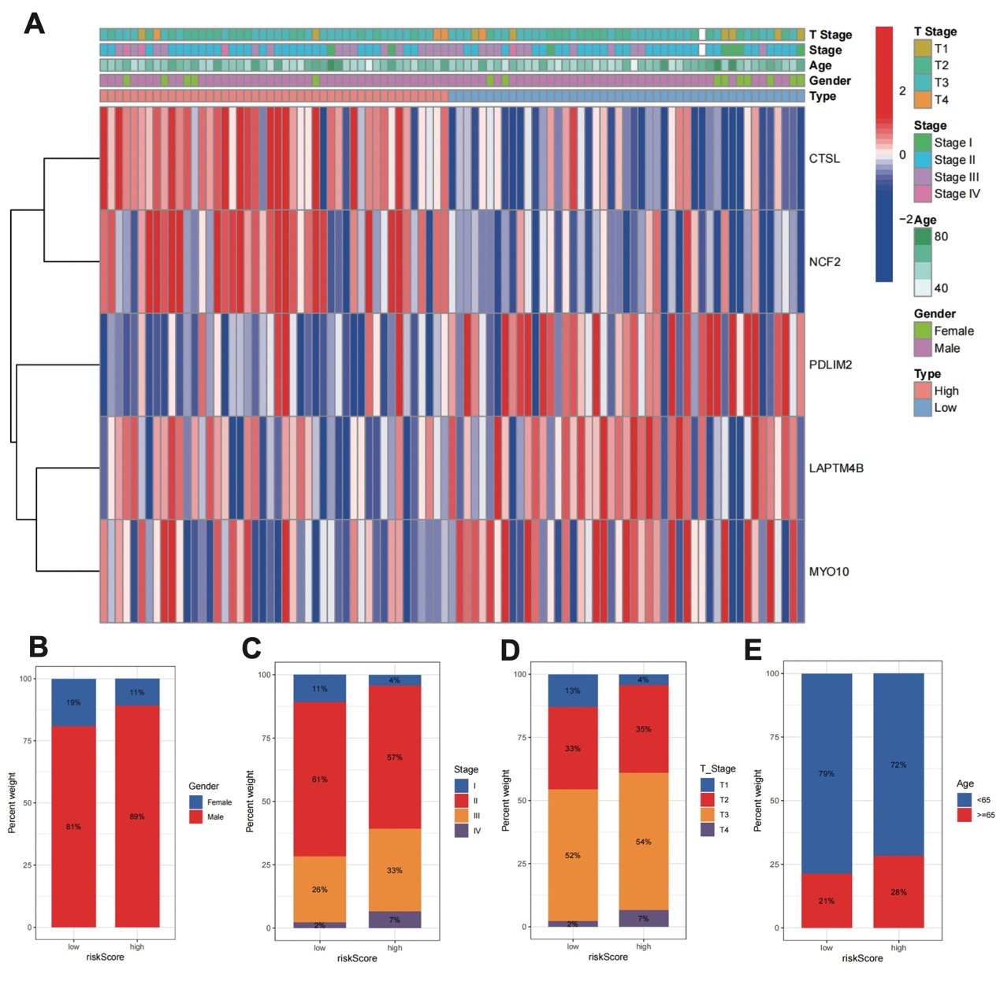 A
T Stage
Stage
Age
Gender
Type
CTSL
NCF2
PDLIM2
LAPTM4B
MYO10
2
0
−2
T Stage
T1
T2
T3
T4
Stage
Stage I
Stage II
Stage III
Stage IV
Age
80
40
Gender
Female
Male
Type
High
Low
B
Percent weight
100
75
50
25
0
19%
11%
81%
89%
low
high
riskScore
Gender
Female
Male
C
Percent weight
100
75
50
25
0
11%
4%
61%
57%
26%
33%
2%
7%
low
high
riskScore
Stage
I
II
III
IV
D
Percent weight
100
75
50
25
0
13%
4%
33%
35%
52%
54%
2%
7%
low
high
riskScore
T_Stage
T1
T2
T3
T4
E
Percent weight
100
75
50
25
0
79%
72%
21%
28%
low
high
riskScore
Age
<65
>=65